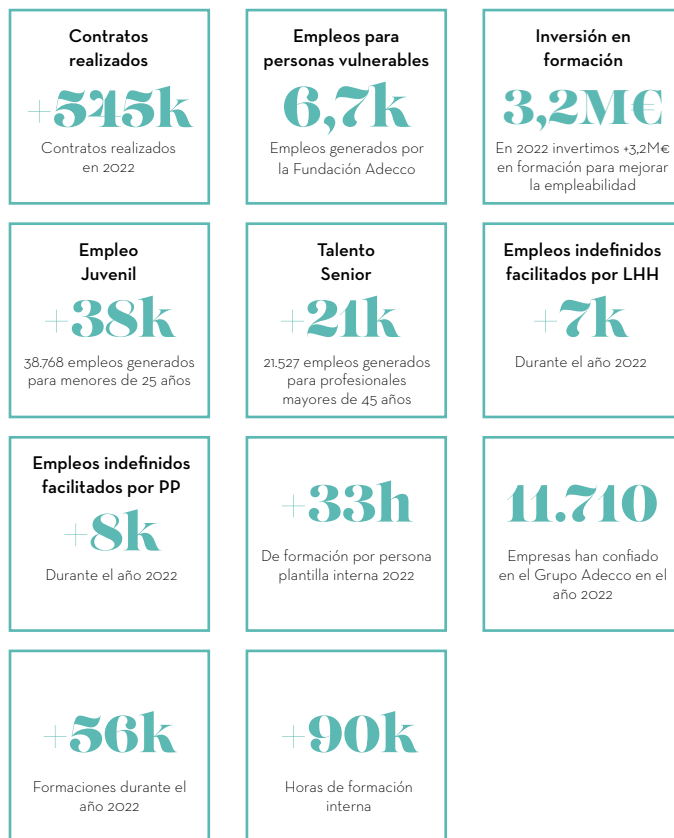 Contratos
realizados
+545k
Contratos realizados
en 2022
Empleos para
personas vulnerables
6,7k
Empleos generados por
la Fundación Adecco
Inversión en
formación
3,2M€
En 2022 invertimos +3,2M€
en formación para mejorar
la empleabilidad
Empleo
Juvenil
+38k
38.768 empleos generados
para menores de 25 años
Talento
Senior
+21k
21.527 empleos generados
para profesionales
mayores de 45 años
Empleos indefinidos
facilitados por LHH
+7k
Durante el año 2022
Empleos indefinidos
facilitados por PP
+8k
Durante el año 2022
+33h
De formación por persona
plantilla interna 2022
11.710
Empresas han confiado
en el Grupo Adecco en el
año 2022
+56k
Formaciones durante el
año 2022
+90k
Horas de formación
interna